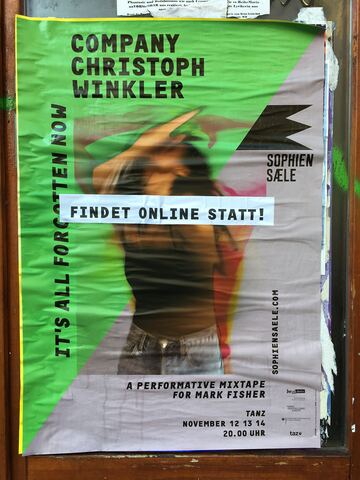 COMPANY
CHRISTOPH
WINKLER
IT'S ALL FORGOTTEN NOW
SOPHIEN
SÆLE
FINDET ONLINE STATT!
SOPHIENSAELE.COM
A PERFORMATIVE MIXTAPE
FOR MARK FISHER
TANZ
NOVEMBER 12 13 14
20.00 UHR
taz